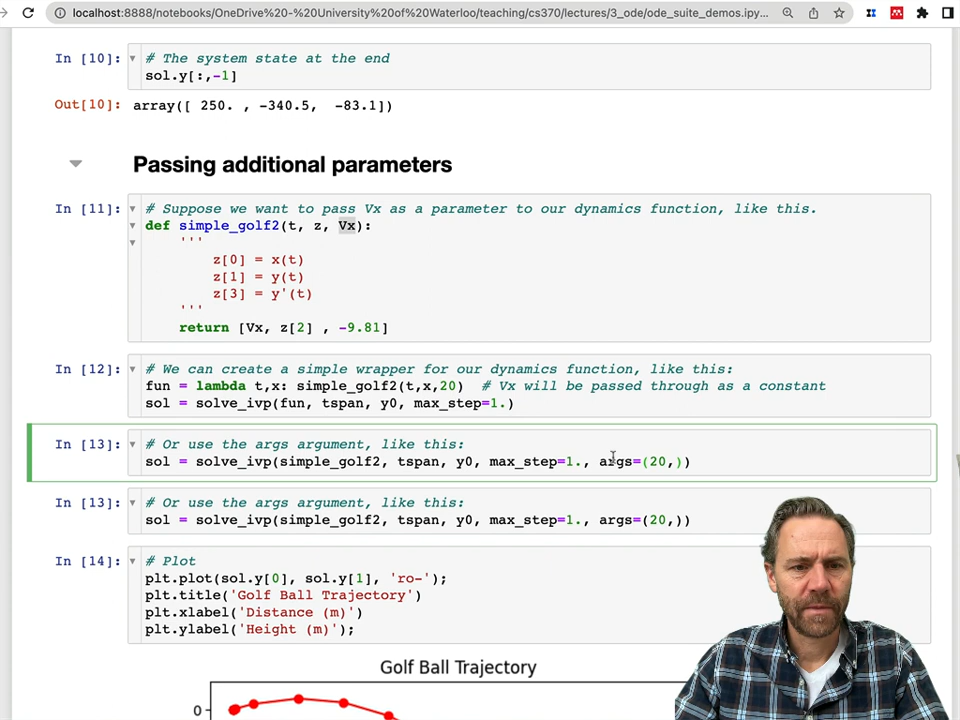 localhost:8888/notebooks/OneDrive%20-%20University%20of%20Waterloo/teaching/cs370/lectures/3_ode/ode_suite_demos.ipy...
In [10]:
# The system state at the end
sol.y[:,-1]
Out[10]: array([ 250. , -340.5,  -83.1])
Passing additional parameters
In [11]:
# Suppose we want to pass Vx as a parameter to our dynamics function, like this.
def simple_golf2(t, z, Vx):
'''
z[0] = x(t)
z[1] = y(t)
z[3] = y'(t)
'''
return [Vx, z[2] , -9.81]
In [12]:
# We can create a simple wrapper for our dynamics function, like this:
fun = lambda t,x: simple_golf2(t,x,20)  # Vx will be passed through as a constant
sol = solve_ivp(fun, tspan, y0, max_step=1.)
In [13]:
# Or use the args argument, like this:
sol = solve_ivp(simple_golf2, tspan, y0, max_step=1., args=(20,))
In [13]:
# Or use the args argument, like this:
sol = solve_ivp(simple_golf2, tspan, y0, max_step=1., args=(20,))
In [14]:
# Plot
plt.plot(sol.y[0], sol.y[1], 'ro-');
plt.title('Golf Ball Trajectory')
plt.xlabel('Distance (m)')
plt.ylabel('Height (m)');
Golf Ball Trajectory
0